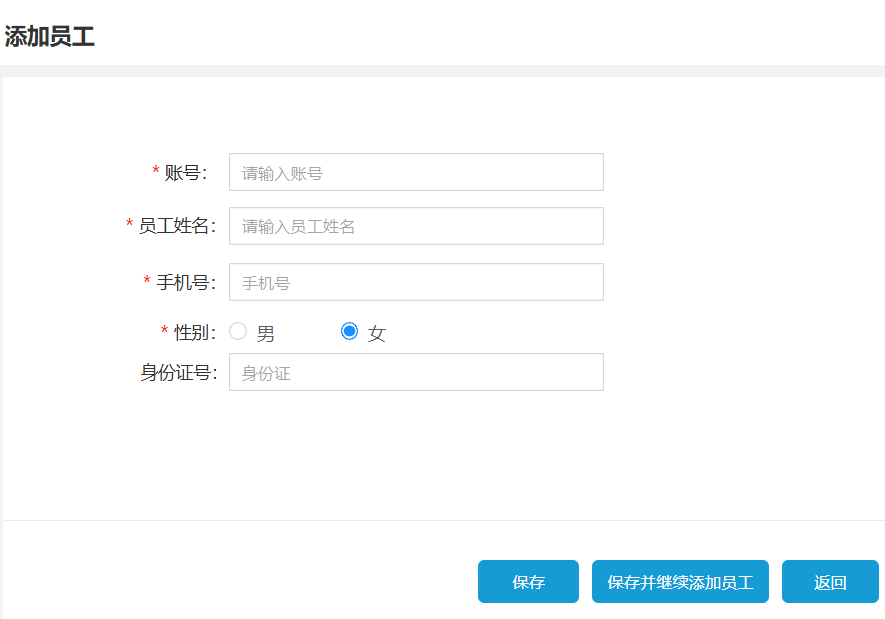 添加员工
* 账号： 请输入账号
* 员工姓名： 请输入员工姓名
* 手机号： 手机号
* 性别： 男 女
身份证号： 身份证
保存 保存并继续添加员工 返回